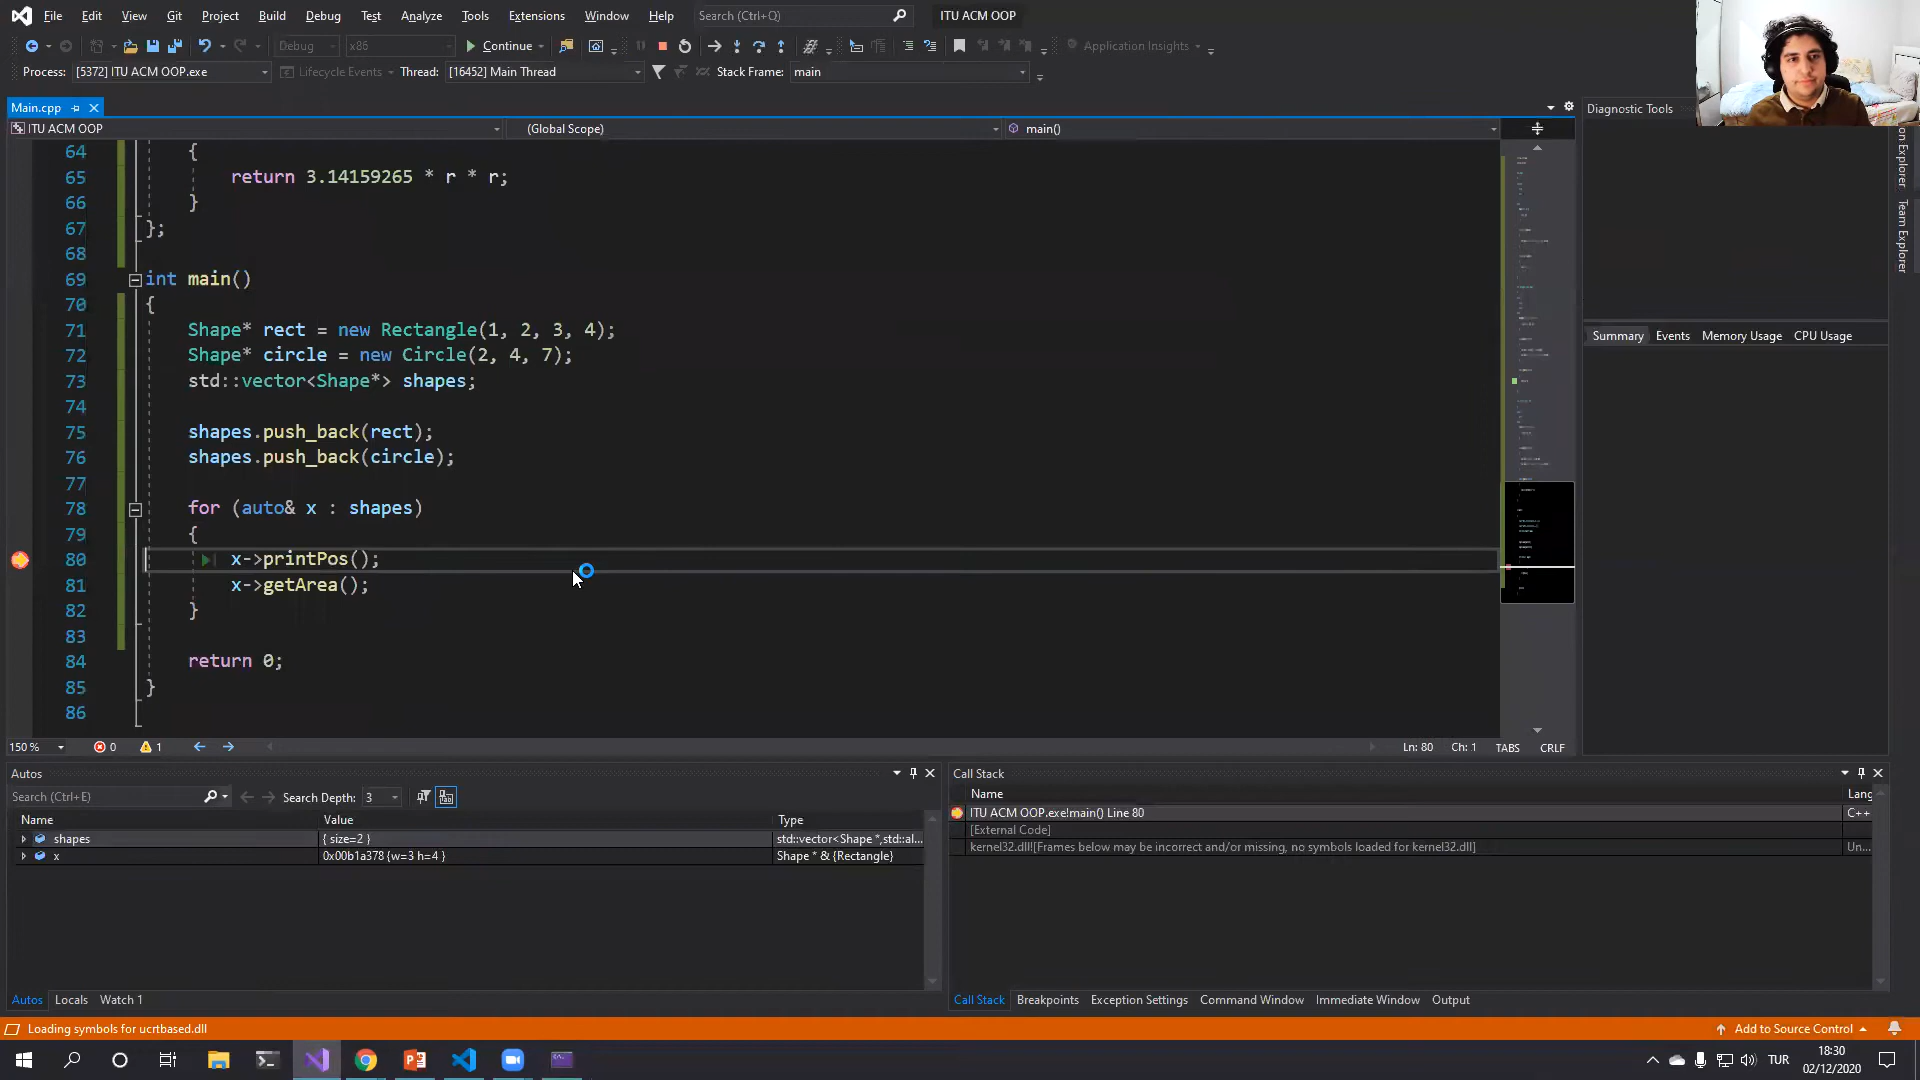 File Edit View Git Project Build Debug Test Analyze Tools Extensions Window Help Search (Ctrl+Q) ITU ACM OOP
Debug x86 Continue Application Insights
Process: [5372] ITU ACM OOP.exe Lifecycle Events Thread: [16452] Main Thread Stack Frame: main
Main.cpp
ITU ACM OOP (Global Scope) main()
64 {
65 return 3.14159265 * r * r;
66 }
67 };
68
69 int main()
70 {
71 Shape* rect = new Rectangle(1, 2, 3, 4);
72 Shape* circle = new Circle(2, 4, 7);
73 std::vector<Shape*> shapes;
74
75 shapes.push_back(rect);
76 shapes.push_back(circle);
77
78 for (auto& x : shapes)
79 {
80 x->printPos();
81 x->getArea();
82 }
83
84 return 0;
85 }
86
150 % 0 1 Ln: 80 Ch: 1 TABS CRLF
Diagnostic Tools
Summary Events Memory Usage CPU Usage
on Explorer
Team Explorer
Autos
Search (Ctrl+E) Search Depth: 3
Name Value Type
shapes { size=2 } std::vector<Shape *,std::al...
x 0x00b1a378 {w=3 h=4 } Shape * & {Rectangle}
Autos Locals Watch 1
Call Stack
Name Lang
ITU ACM OOP.exe!main() Line 80 C++
[External Code]
kernel32.dll![Frames below may be incorrect and/or missing, no symbols loaded for kernel32.dll] Un...
Call Stack Breakpoints Exception Settings Command Window Immediate Window Output
Loading symbols for ucrtbased.dll Add to Source Control
TUR 18:30
02/12/2020